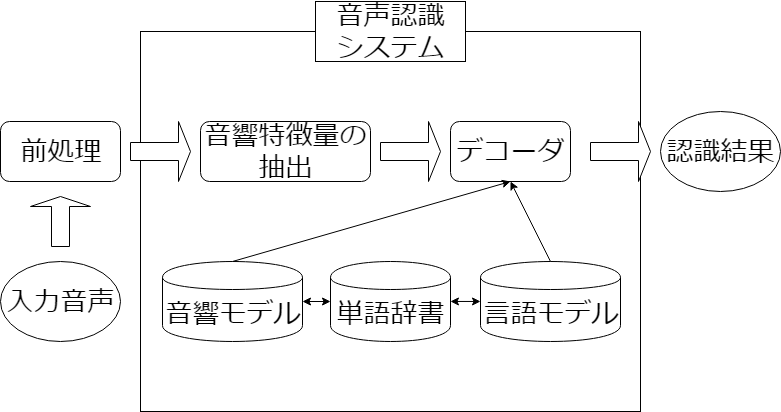 音声認識
システム
前処理
音響特徴量の
抽出
デコーダ
認識結果
入力音声
音響モデル
単語辞書
言語モデル